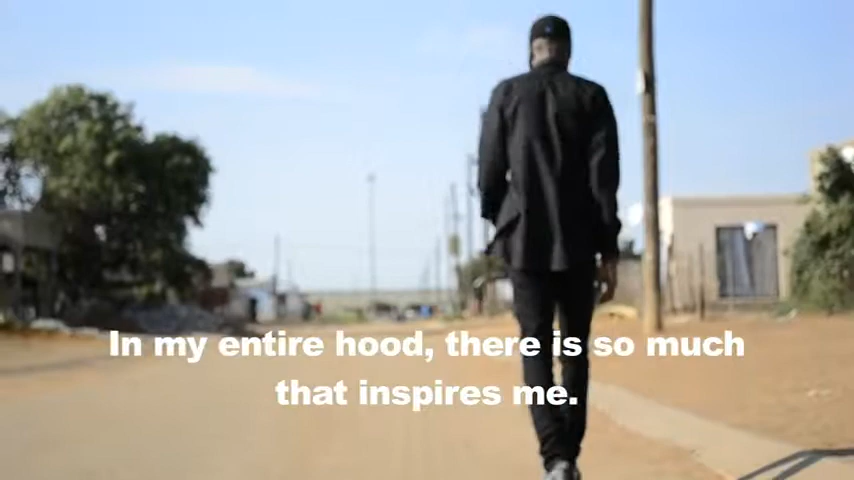 In my entire hood, there is so much
that inspires me.